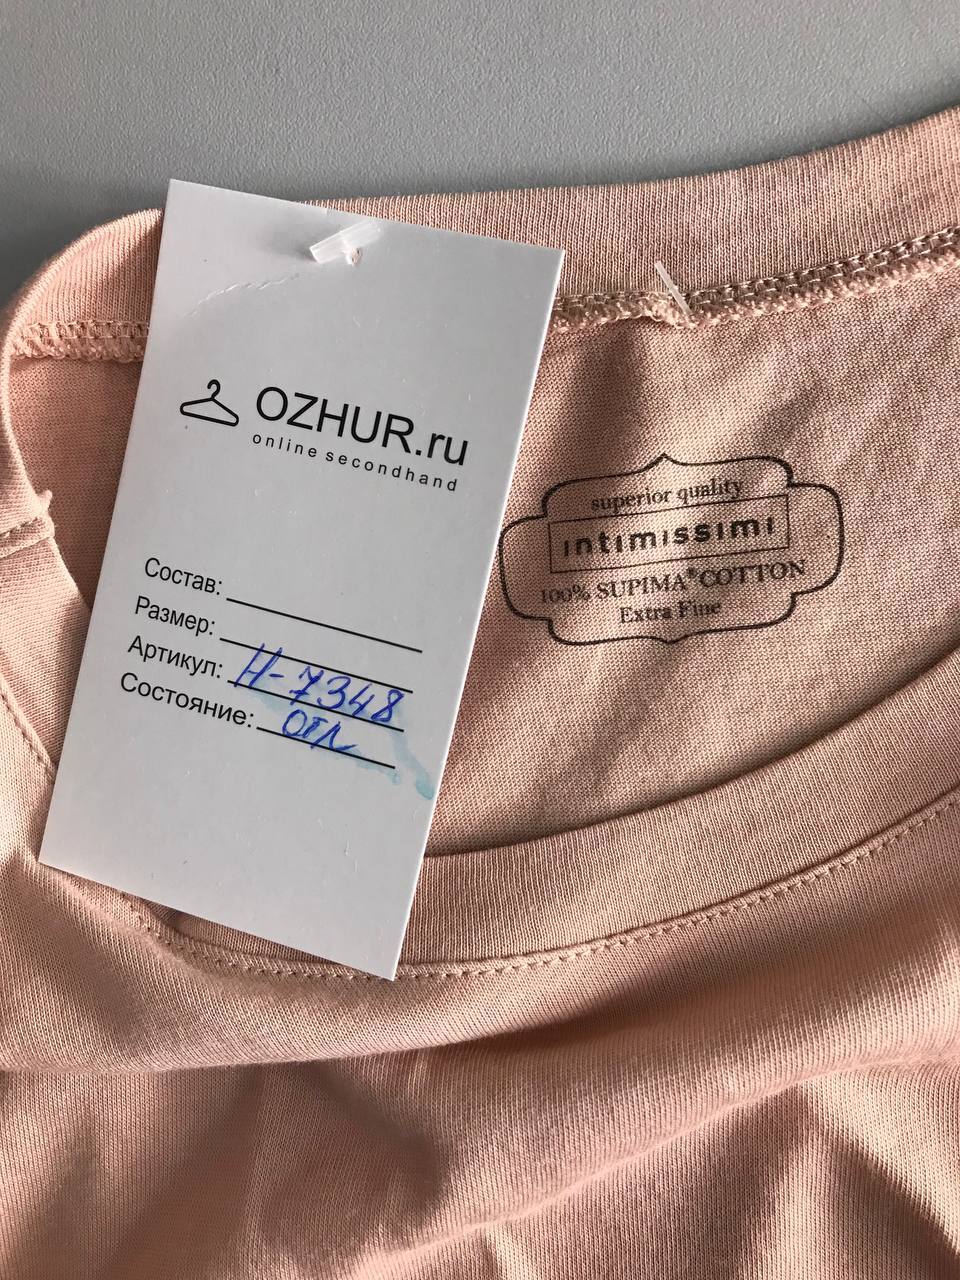 OZHUR.ru
online secondhand
Состав:
Размер:
Артикул: Н-7348
Состояние: отл
superior quality
intimissimi
100% SUPIMA® COTTON
Extra Fine